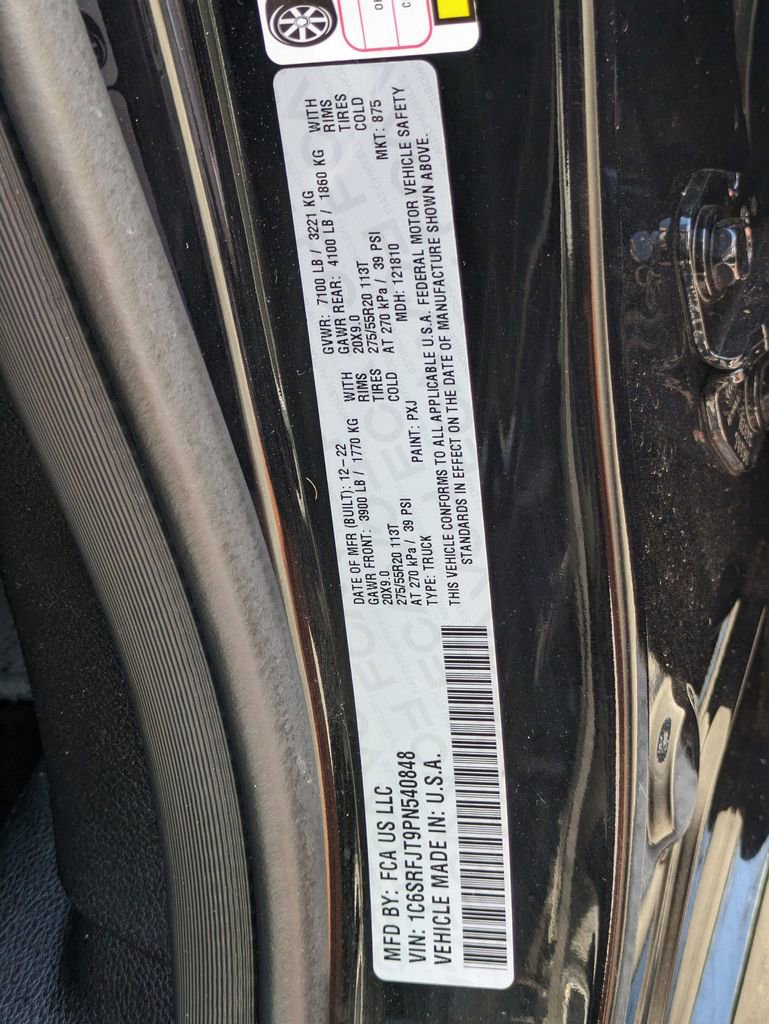 MFD BY: FCA US LLC
VIN: 1C6SRFJT9PN540848
VEHICLE MADE IN: U.S.A.
DATE OF MFR (BUILT): 12-22 GVWR: 7100 LB / 3221 KG
GAWR FRONT: 3900 LB / 1770 KG WITH GAWR REAR: 4100 LB / 1860 KG WITH
20X9.0 RIMS 20X9.0 RIMS
275/55R20 113T TIRES 275/55R20 113T TIRES
AT 270 kPa / 39 PSI COLD AT 270 kPa / 39 PSI COLD
TYPE: TRUCK PAINT: PXJ MDH: 121810 MKT: 875
THIS VEHICLE CONFORMS TO ALL APPLICABLE U.S.A. FEDERAL MOTOR VEHICLE SAFETY
STANDARDS IN EFFECT ON THE DATE OF MANUFACTURE SHOWN ABOVE.